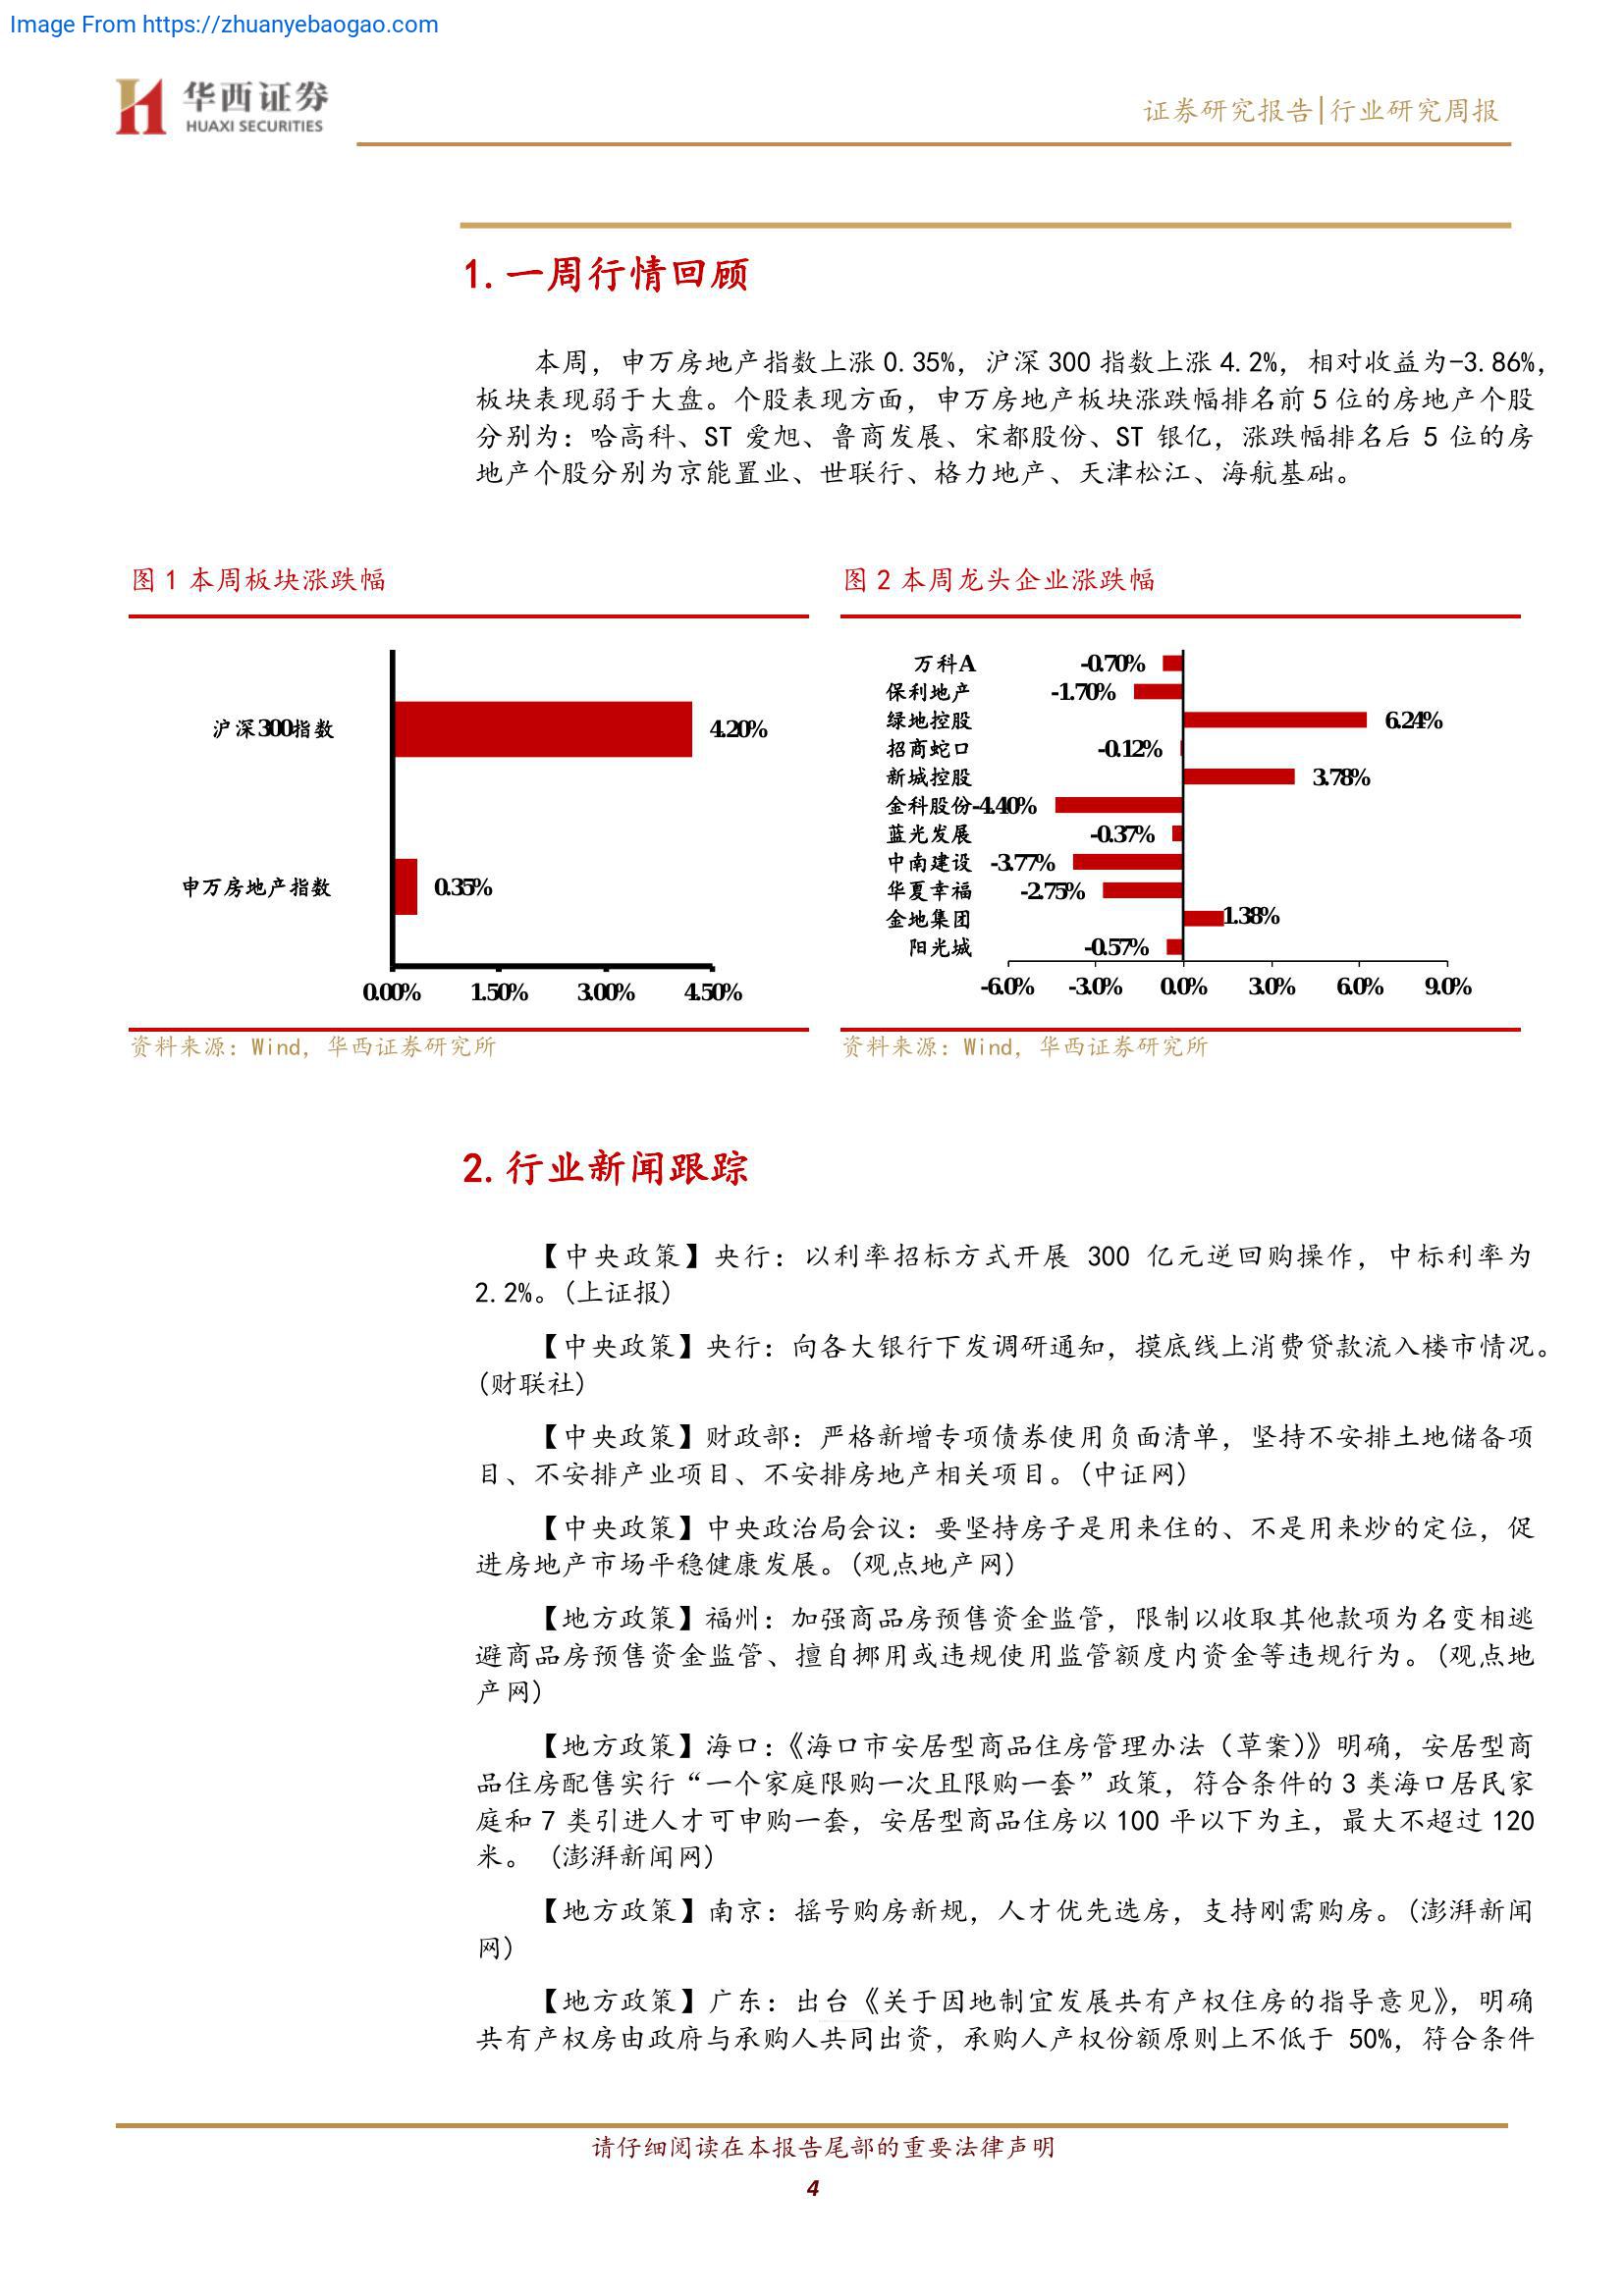 Image From https://zhuanyebaogao.com
华西证券
HUAXI SECURITIES
证券研究报告|行业研究周报
1.一周行情回顾
本周，申万房地产指数上涨 0.35%，沪深 300 指数上涨 4.2%，相对收益为-3.86%，
板块表现弱于大盘。个股表现方面，申万房地产板块涨跌幅排名前 5 位的房地产个股
分别为：哈高科、ST 爱旭、鲁商发展、宋都股份、ST 银亿，涨跌幅排名后 5 位的房
地产个股分别为京能置业、世联行、格力地产、天津松江、海航基础。
图 1 本周板块涨跌幅
沪深300指数
4.20%
申万房地产指数
0.35%
0.00% 1.50% 3.00% 4.50%
资料来源：Wind，华西证券研究所
图 2 本周龙头企业涨跌幅
万科A -0.70%
保利地产 -1.70%
绿地控股 6.24%
招商蛇口 -0.12%
新城控股 3.78%
金科股份 -4.40%
蓝光发展 -0.37%
中南建设 -3.77%
华夏幸福 -2.75%
金地集团 1.38%
阳光城 -0.57%
-6.0% -3.0% 0.0% 3.0% 6.0% 9.0%
资料来源：Wind，华西证券研究所
2.行业新闻跟踪
【中央政策】央行：以利率招标方式开展 300 亿元逆回购操作，中标利率为
2.2%。(上证报)
【中央政策】央行：向各大银行下发调研通知，摸底线上消费贷款流入楼市情况。
(财联社)
【中央政策】财政部：严格新增专项债券使用负面清单，坚持不安排土地储备项
目、不安排产业项目、不安排房地产相关项目。(中证网)
【中央政策】中央政治局会议：要坚持房子是用来住的、不是用来炒的定位，促
进房地产市场平稳健康发展。(观点地产网)
【地方政策】福州：加强商品房预售资金监管，限制以收取其他款项为名变相逃
避商品房预售资金监管、擅自挪用或违规使用监管额度内资金等违规行为。(观点地
产网)
【地方政策】海口：《海口市安居型商品住房管理办法（草案)》明确，安居型商
品住房配售实行“一个家庭限购一次且限购一套”政策，符合条件的 3 类海口居民家
庭和 7 类引进人才可申购一套，安居型商品住房以 100 平以下为主，最大不超过 120
米。 (澎湃新闻网)
【地方政策】南京：摇号购房新规，人才优先选房，支持刚需购房。(澎湃新闻
网)
【地方政策】广东：出台《关于因地制宜发展共有产权住房的指导意见》，明确
共有产权房由政府与承购人共同出资，承购人产权份额原则上不低于 50%，符合条件
请仔细阅读在本报告尾部的重要法律声明
4